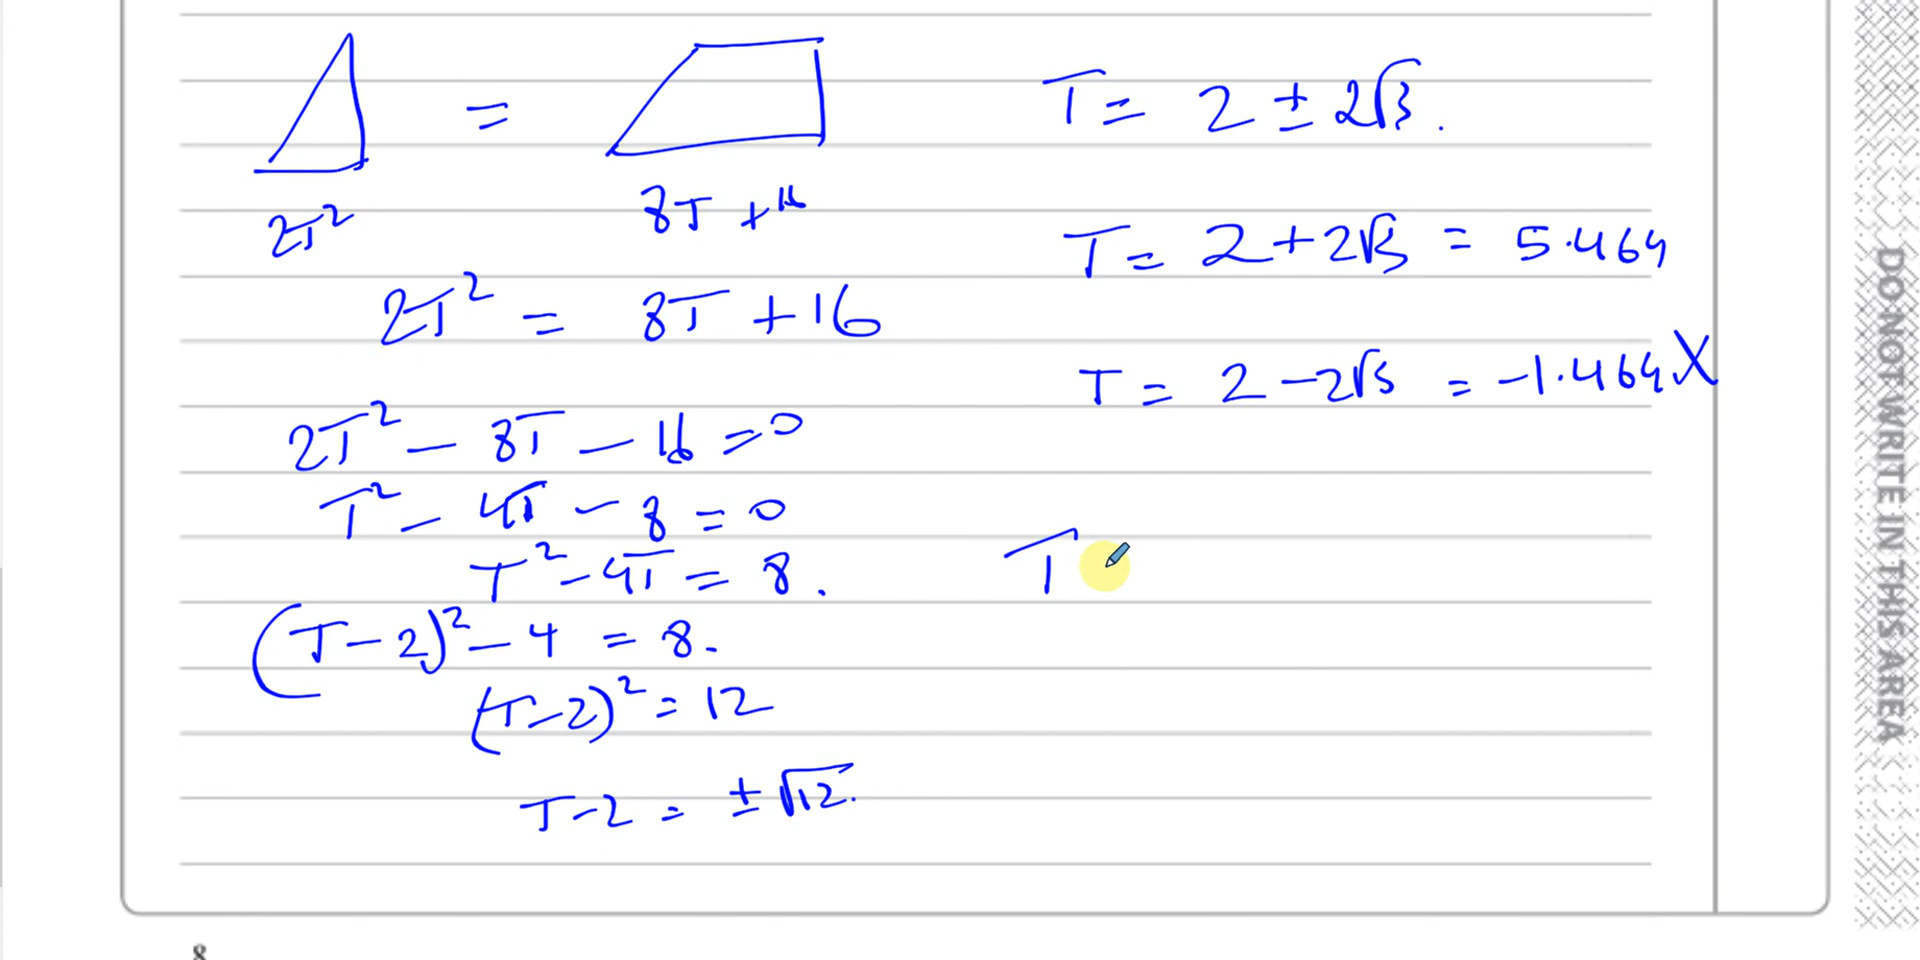 =
2T² 8T + 16
2T² = 8T + 16
2T² - 8T - 16 = 0
T² - 4T - 8 = 0
T² - 4T = 8.
(T - 2)² - 4 = 8.
(T - 2)² = 12
T - 2 = ±√12.
T = 2 ± 2√3.
T = 2 + 2√3 = 5.464
T = 2 - 2√3 = -1.464 X
T
DO NOT WRITE IN THIS AREA
8